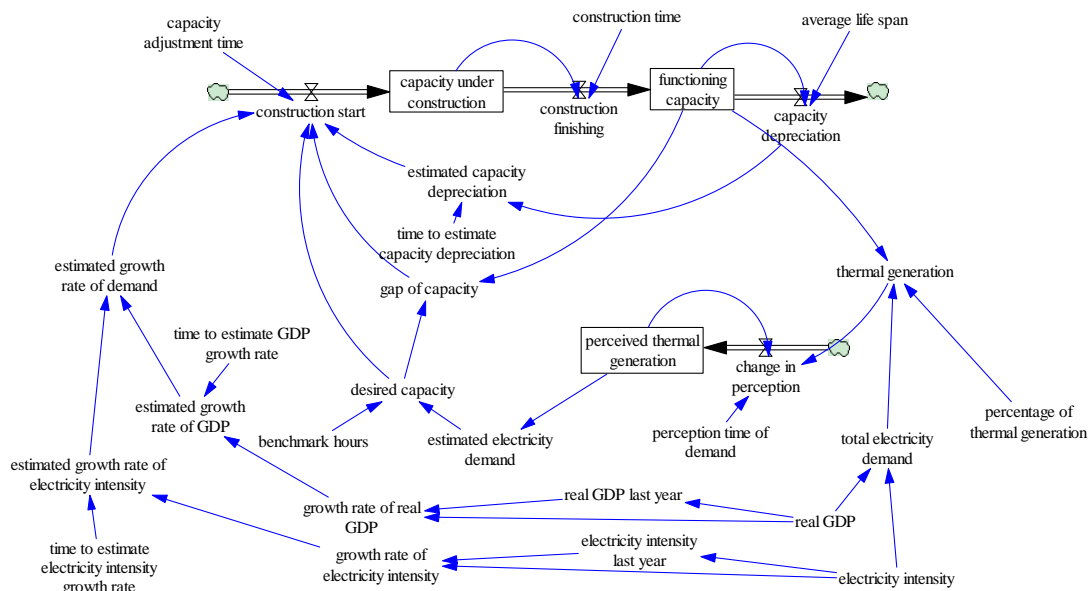 capacity
adjustment time
construction time
average life span
capacity under
construction
functioning
capacity
construction start
construction
finishing
capacity
depreciation
estimated capacity
depreciation
time to estimate
capacity depreciation
estimated growth
rate of demand
gap of capacity
thermal generation
time to estimate GDP
growth rate
perceived thermal
generation
change in
perception
desired capacity
estimated growth
rate of GDP
benchmark hours
estimated electricity
demand
perception time of
demand
total electricity
demand
percentage of
thermal generation
estimated growth rate of
electricity intensity
growth rate of real
GDP
real GDP last year
real GDP
time to estimate
electricity intensity
growth rate
growth rate of
electricity intensity
electricity intensity
last year
electricity intensity